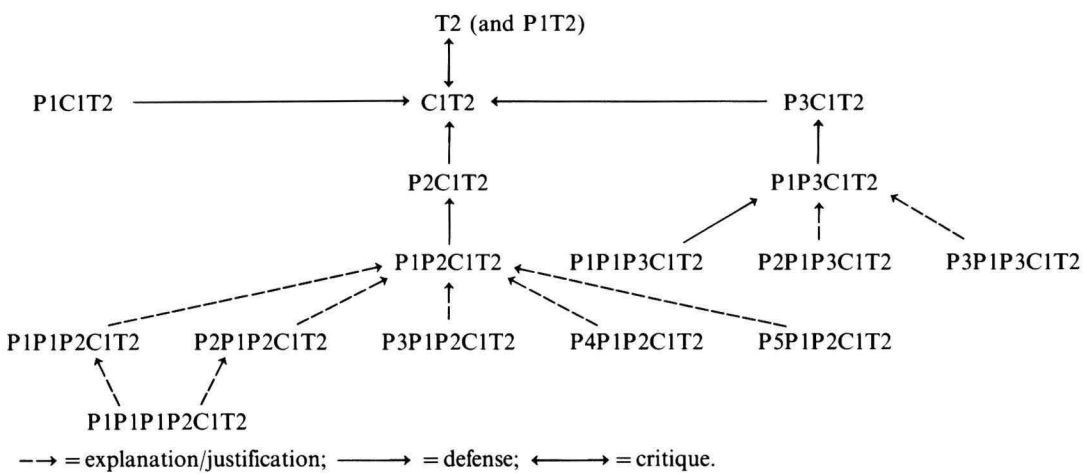 T2 (and P1T2)
P1C1T2 C1T2 P3C1T2
P2C1T2 P1P3C1T2
P1P2C1T2 P1P1P3C1T2 P2P1P3C1T2 P3P1P3C1T2
P1P1P2C1T2 P2P1P2C1T2 P3P1P2C1T2 P4P1P2C1T2 P5P1P2C1T2
P1P1P1P2C1T2
= explanation/justification; = defense; = critique.